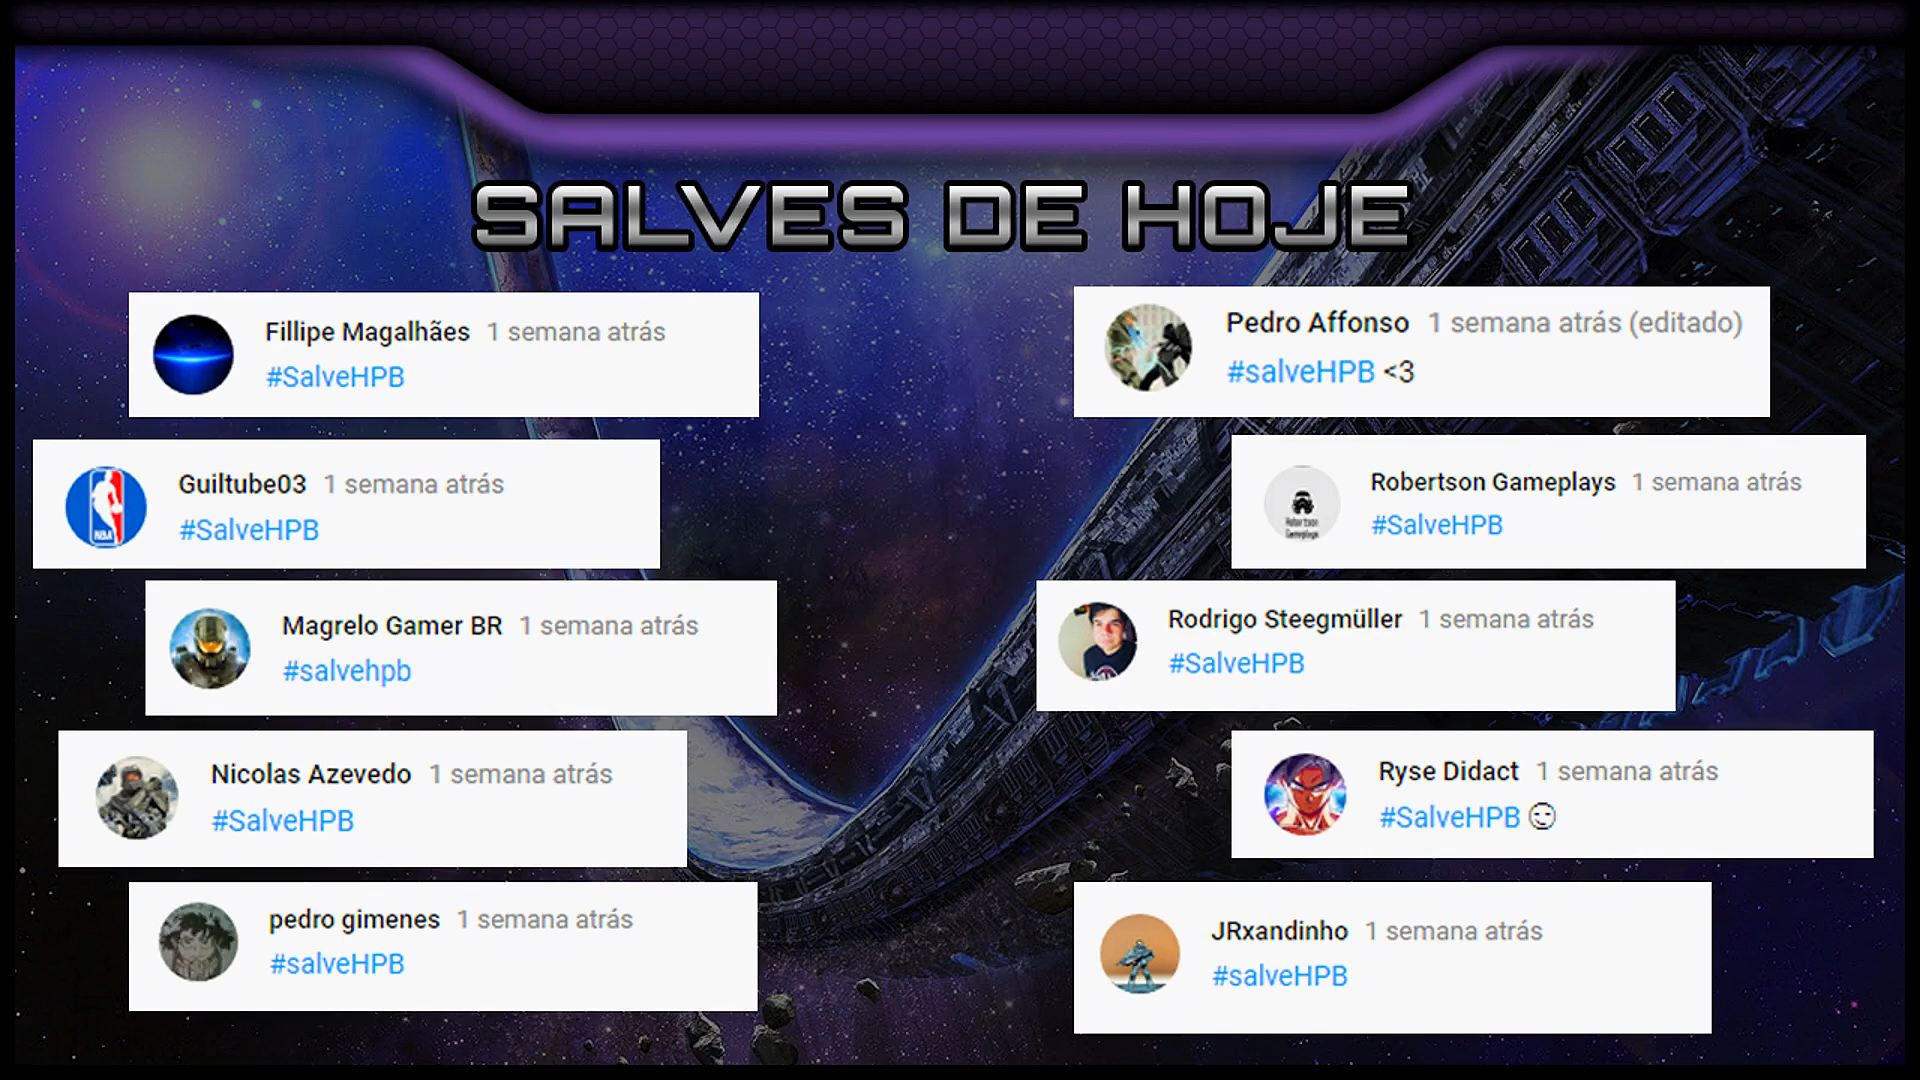 SALVES DE HOJE
Fillipe Magalhães 1 semana atrás
#SalveHPB
Guiltube03 1 semana atrás
#SalveHPB
NBA
Magrelo Gamer BR 1 semana atrás
#salvehpb
Nicolas Azevedo 1 semana atrás
#SalveHPB
pedro gimenes 1 semana atrás
#salveHPB
Pedro Affonso 1 semana atrás (editado)
#salveHPB <3
Robertson Gameplays 1 semana atrás
#SalveHPB
Robertson
Gameplays
Rodrigo Steegmüller 1 semana atrás
#SalveHPB
Ryse Didact 1 semana atrás
#SalveHPB 😉
JRxandinho 1 semana atrás
#salveHPB